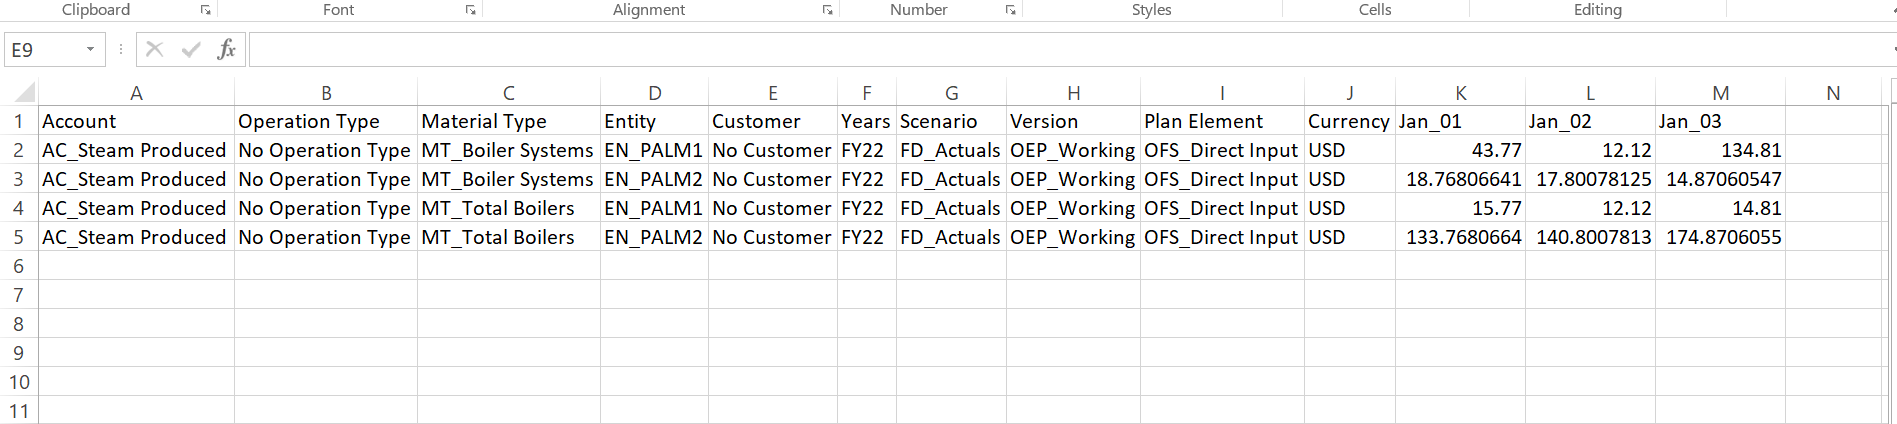 Clipboard Font Alignment Number Styles Cells Editing
E9 fx
A B C D E F G H I J K L M N
1 Account Operation Type Material Type Entity Customer Years Scenario Version Plan Element Currency Jan_01 Jan_02 Jan_03
2 AC_Steam Produced No Operation Type MT_Boiler Systems EN_PALM1 No Customer FY22 FD_Actuals OEP_Working OFS_Direct Input USD 43.77 12.12 134.81
3 AC_Steam Produced No Operation Type MT_Boiler Systems EN_PALM2 No Customer FY22 FD_Actuals OEP_Working OFS_Direct Input USD 18.76806641 17.80078125 14.87060547
4 AC_Steam Produced No Operation Type MT_Total Boilers EN_PALM1 No Customer FY22 FD_Actuals OEP_Working OFS_Direct Input USD 15.77 12.12 14.81
5 AC_Steam Produced No Operation Type MT_Total Boilers EN_PALM2 No Customer FY22 FD_Actuals OEP_Working OFS_Direct Input USD 133.7680664 140.8007813 174.8706055
6
7
8
9
10
11